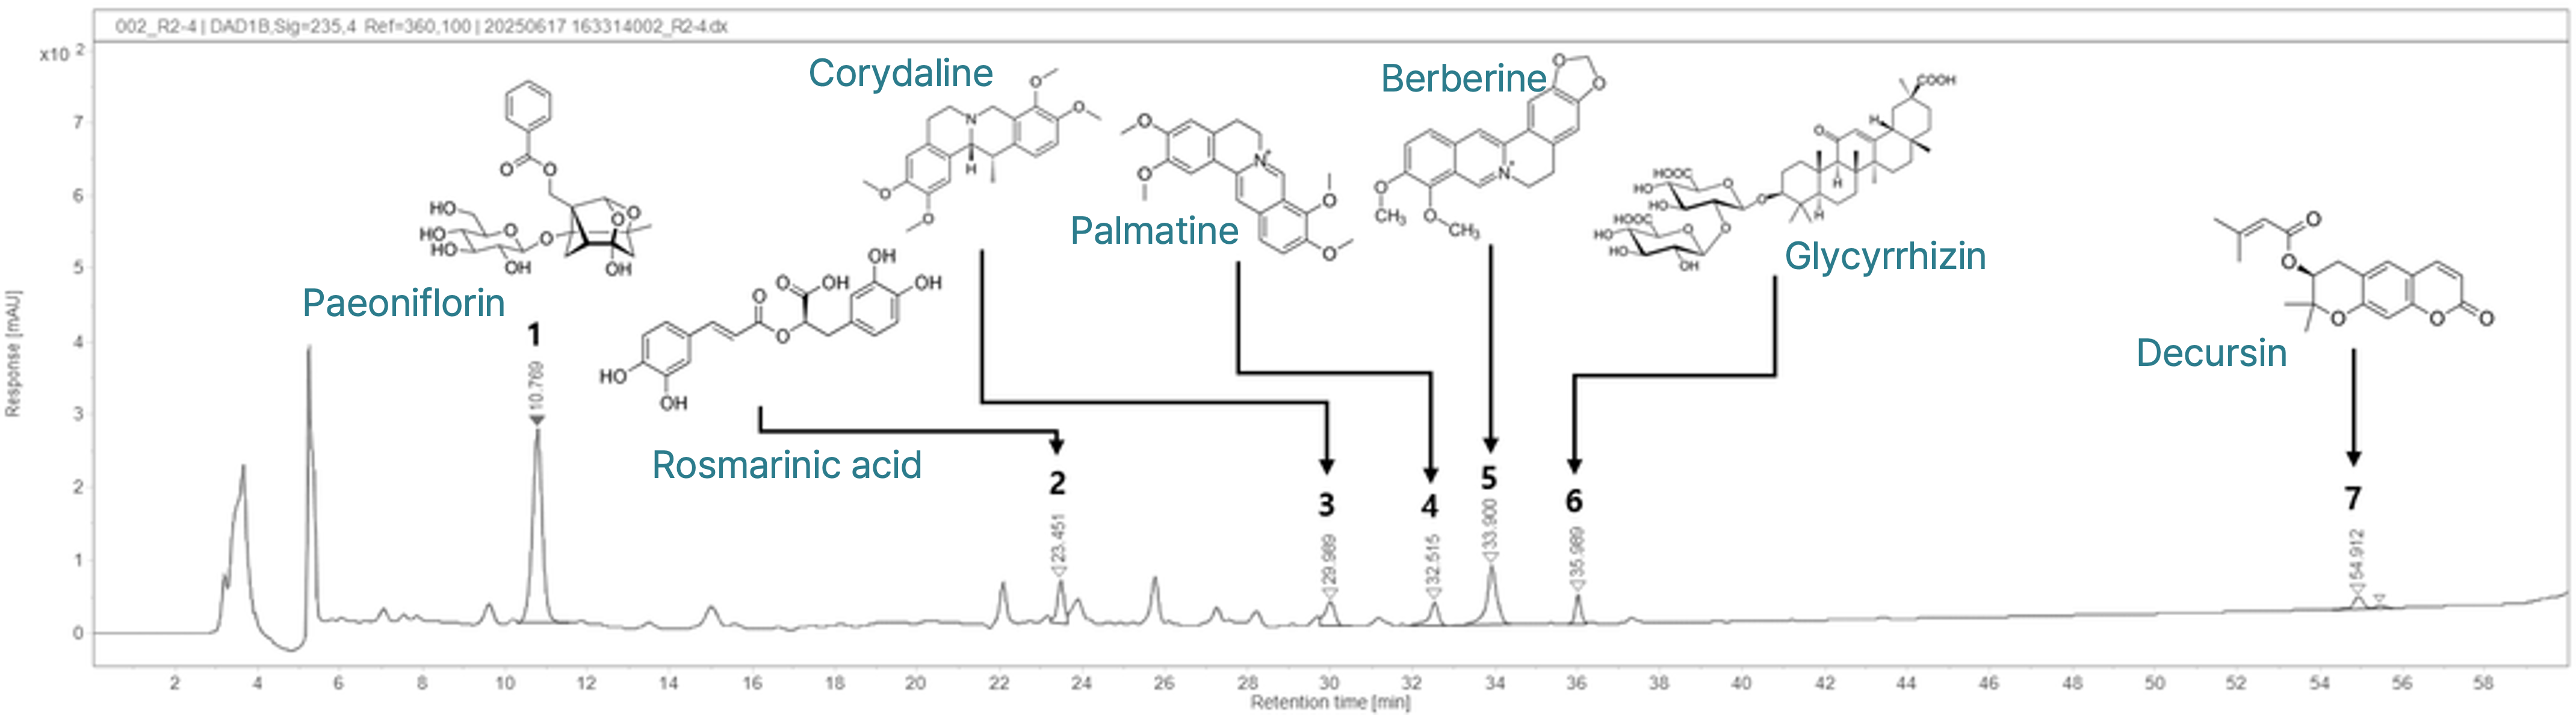 002_R2-4 | DAD1B,Sig=235,4 Ref=360,100 | 20250617 163314002_R2-4.dx
x10 2
Response [mAU]
7
6
5
4
3
2
1
0
Paeoniflorin
O
O
HO
HO
HO
O
OH
O
O
O
OH
1
10.769
Rosmarinic acid
HO
OH
O
O
O
OH
OH
OH
2
23.451
Corydaline
O
O
N
H
O
O
3
29.989
Palmatine
O
O
N+
O
O
4
32.515
Berberine
O
O
N+
O
CH3
O
CH3
5
33.900
Glycyrrhizin
COOH
H
O
H
H
HOOC
HO
HO
O
O
HOOC
HO
HO
O
OH
O
6
35.989
Decursin
O
O
O
O
O
7
54.912
2 4 6 8 10 12 14 16 18 20 22 24 26 28 30 32 34 36 38 40 42 44 46 48 50 52 54 56 58
Retention time [min]